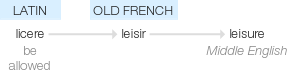 LATIN OLD FRENCH
licere leisir leisure
be allowed Middle English